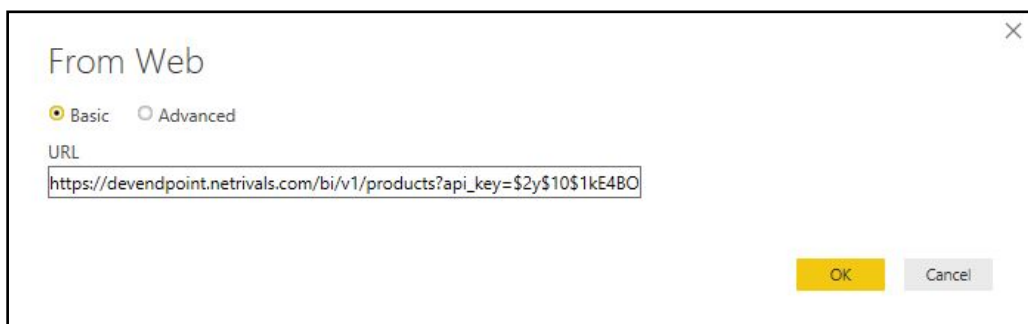 From Web
Basic Advanced
URL
https://devendpoint.netrivals.com/bi/v1/products?api_key=$2y$10$1kE4BO
OK Cancel